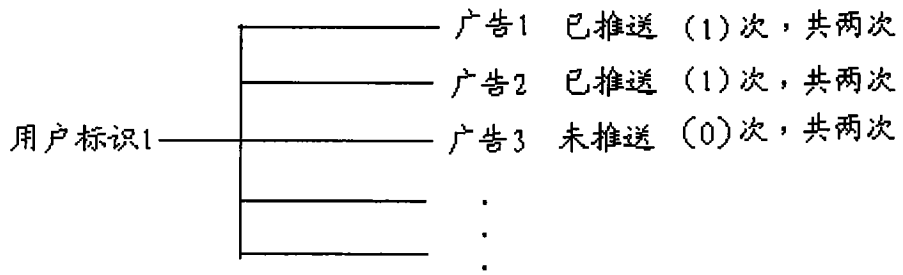 广告1 已推送 (1)次，共两次
广告2 已推送 (1)次，共两次
用户标识1 广告3 未推送 (0)次，共两次